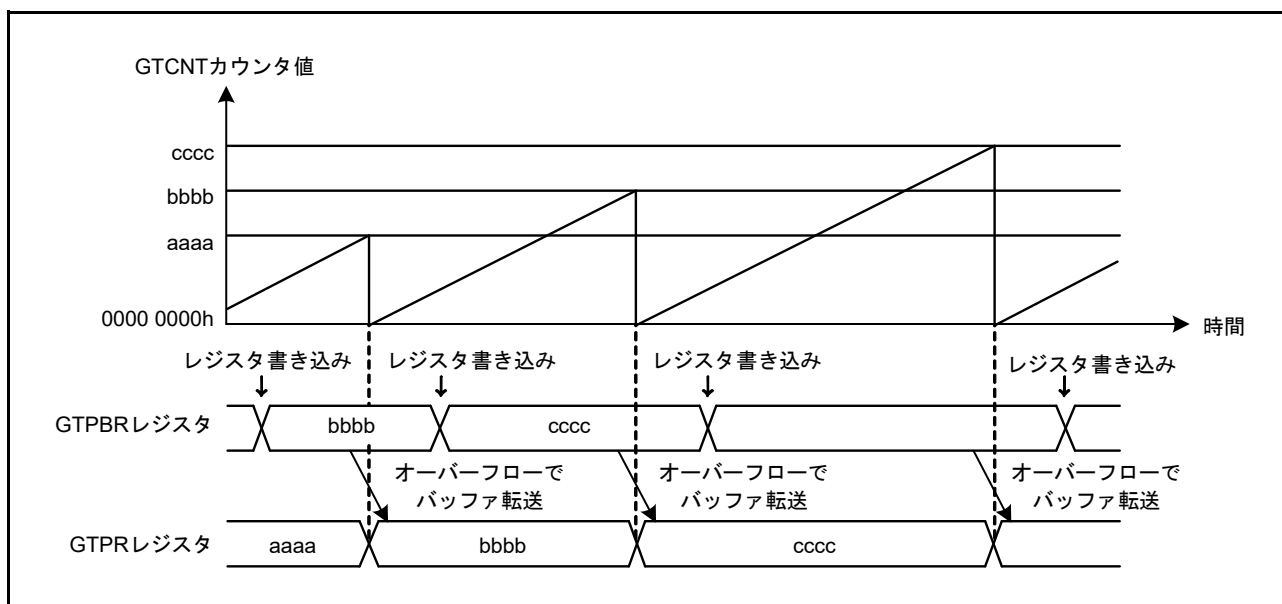 GTCNTカウンタ値
cccc
bbbb
aaaa
0000 0000h
時間
レジスタ書き込み
レジスタ書き込み
レジスタ書き込み
レジスタ書き込み
GTPBRレジスタ
bbbb
cccc
オーバーフローで
バッファ転送
オーバーフローで
バッファ転送
オーバーフローで
バッファ転送
GTPRレジスタ
aaaa
bbbb
cccc